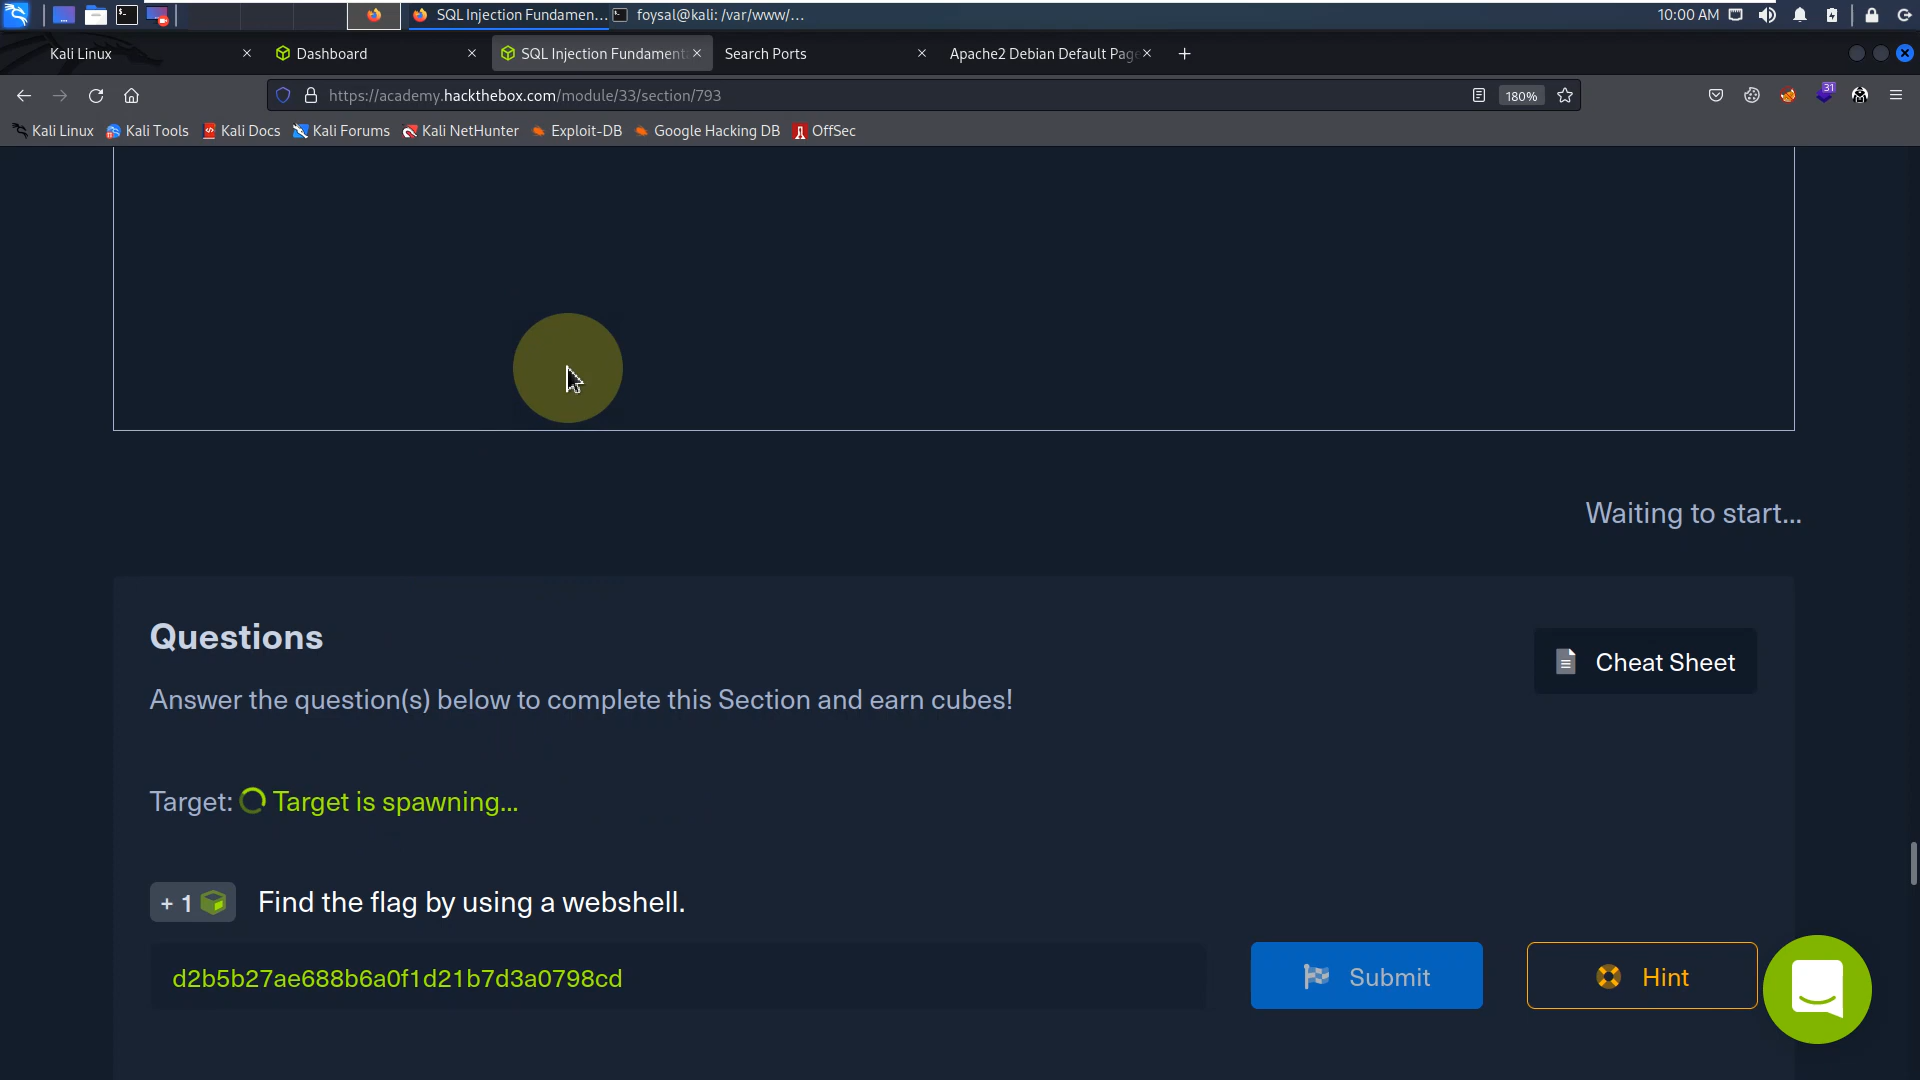 SQL Injection Fundamen...
foysal@kali: /var/www/...
10:00 AM
Kali Linux
Dashboard
SQL Injection Fundament
Search Ports
Apache2 Debian Default Pag
https://academy.hackthebox.com/module/33/section/793
180%
31
Kali Linux
Kali Tools
Kali Docs
Kali Forums
Kali NetHunter
Exploit-DB
Google Hacking DB
OffSec
Waiting to start...
Questions
Cheat Sheet
Answer the question(s) below to complete this Section and earn cubes!
Target: Target is spawning...
+ 1 Find the flag by using a webshell.
d2b5b27ae688b6a0f1d21b7d3a0798cd
Submit
Hint